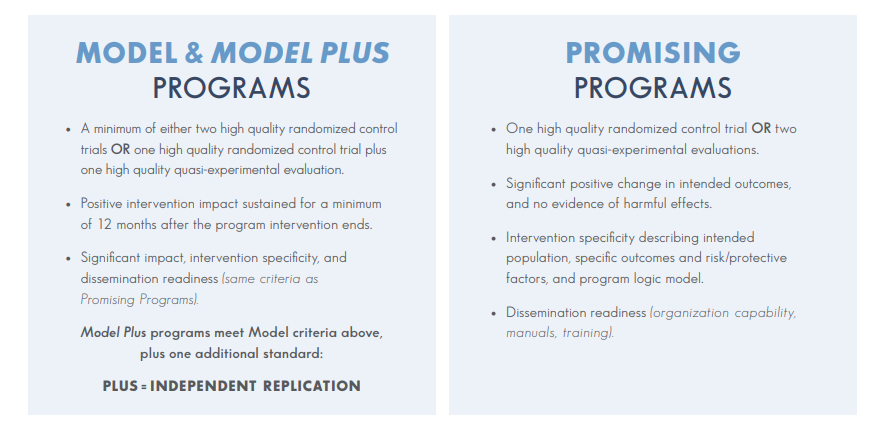 MODEL & MODEL PLUS
PROGRAMS
• A minimum of either two high quality randomized control
trials OR one high quality randomized control trial plus
one high quality quasi-experimental evaluation.
• Positive intervention impact sustained for a minimum
of 12 months after the program intervention ends.
• Significant impact, intervention specificity, and
dissemination readiness (same criteria as
Promising Programs).
Model Plus programs meet Model criteria above,
plus one additional standard:
PLUS = INDEPENDENT REPLICATION
PROMISING
PROGRAMS
• One high quality randomized control trial OR two
high quality quasi-experimental evaluations.
• Significant positive change in intended outcomes,
and no evidence of harmful effects.
• Intervention specificity describing intended
population, specific outcomes and risk/protective
factors, and program logic model.
• Dissemination readiness (organization capability,
manuals, training).